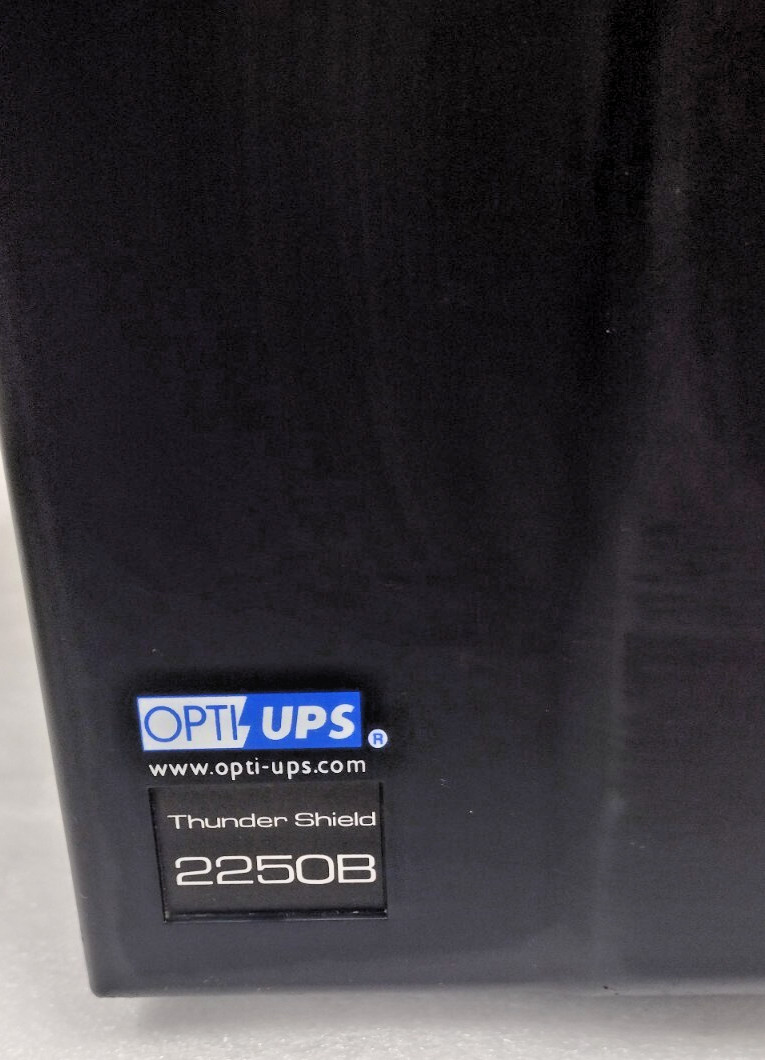 OPTI UPS ®
www.opti-ups.com
Thunder Shield
2250B